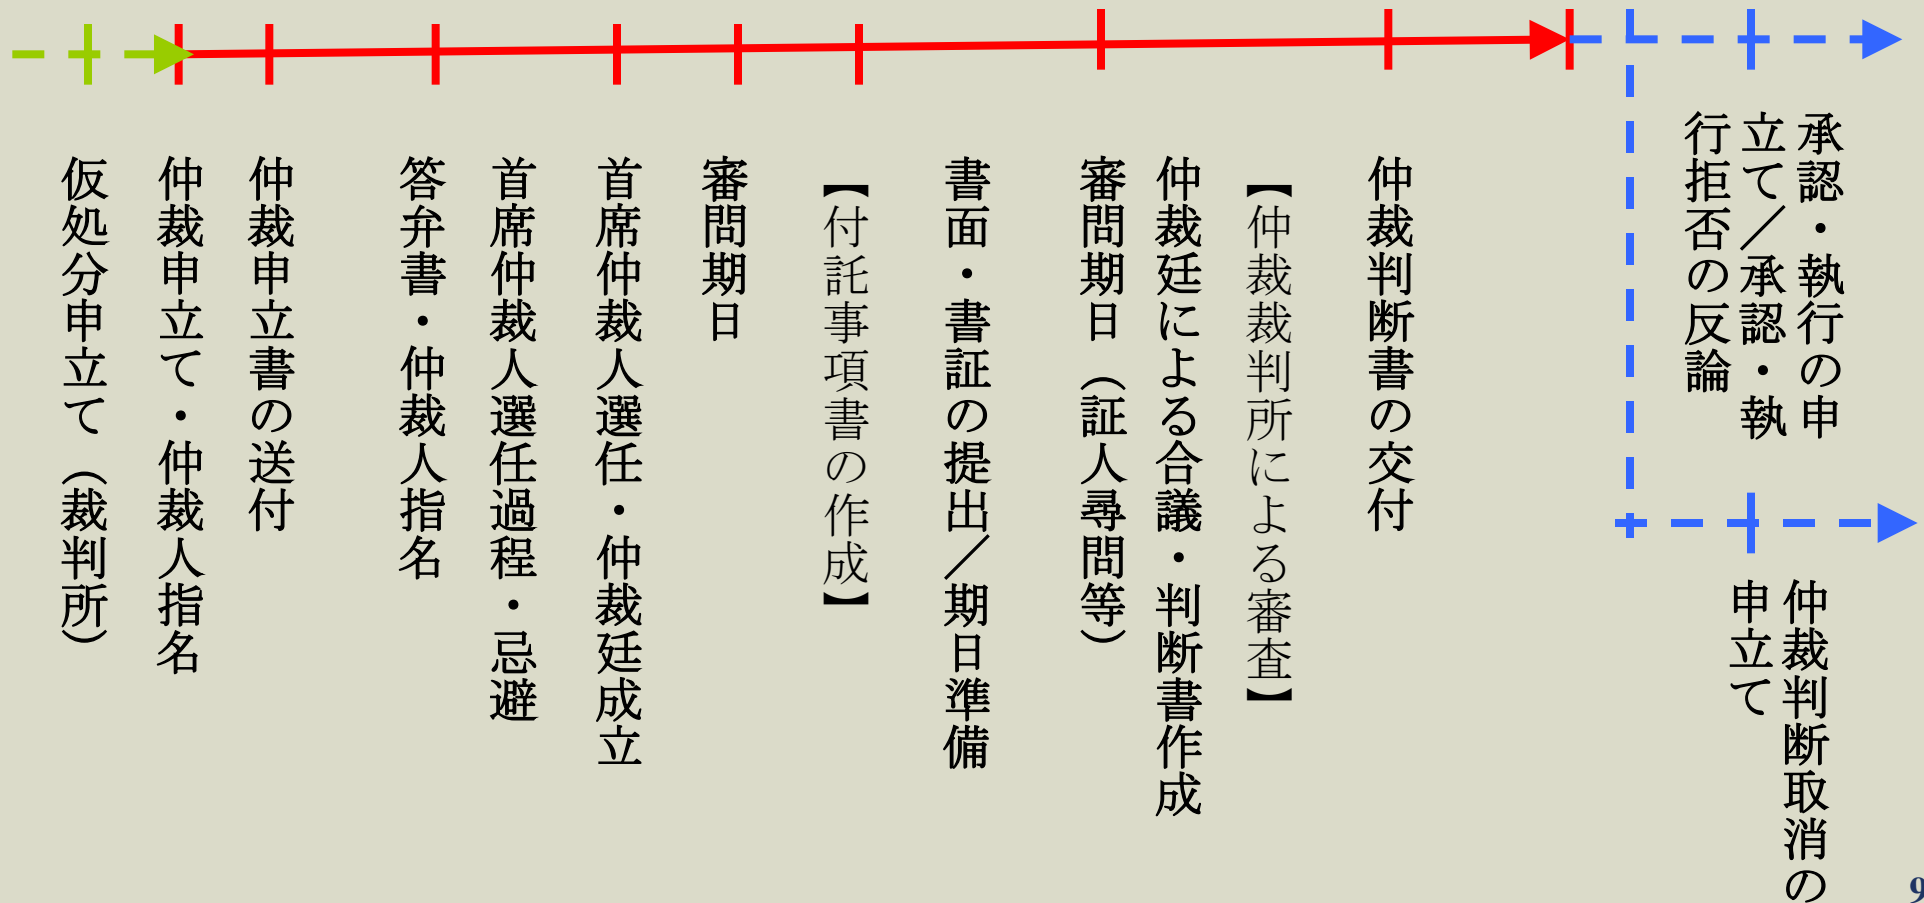 仮処分申立て（裁判所）
仲裁申立て・仲裁人指名
仲裁申立書の送付
答弁書・仲裁人指名
首席仲裁人選任過程・忌避
首席仲裁人選任・仲裁廷成立
審問期日
【付託事項書の作成】
書面・書証の提出／期日準備
審問期日（証人尋問等）
仲裁廷による合議・判断書作成
【仲裁裁判所による審査】
仲裁判断書の交付
承認・執行の申
立て／承認・執
行拒否の反論
仲裁判断取消の
申立て
9